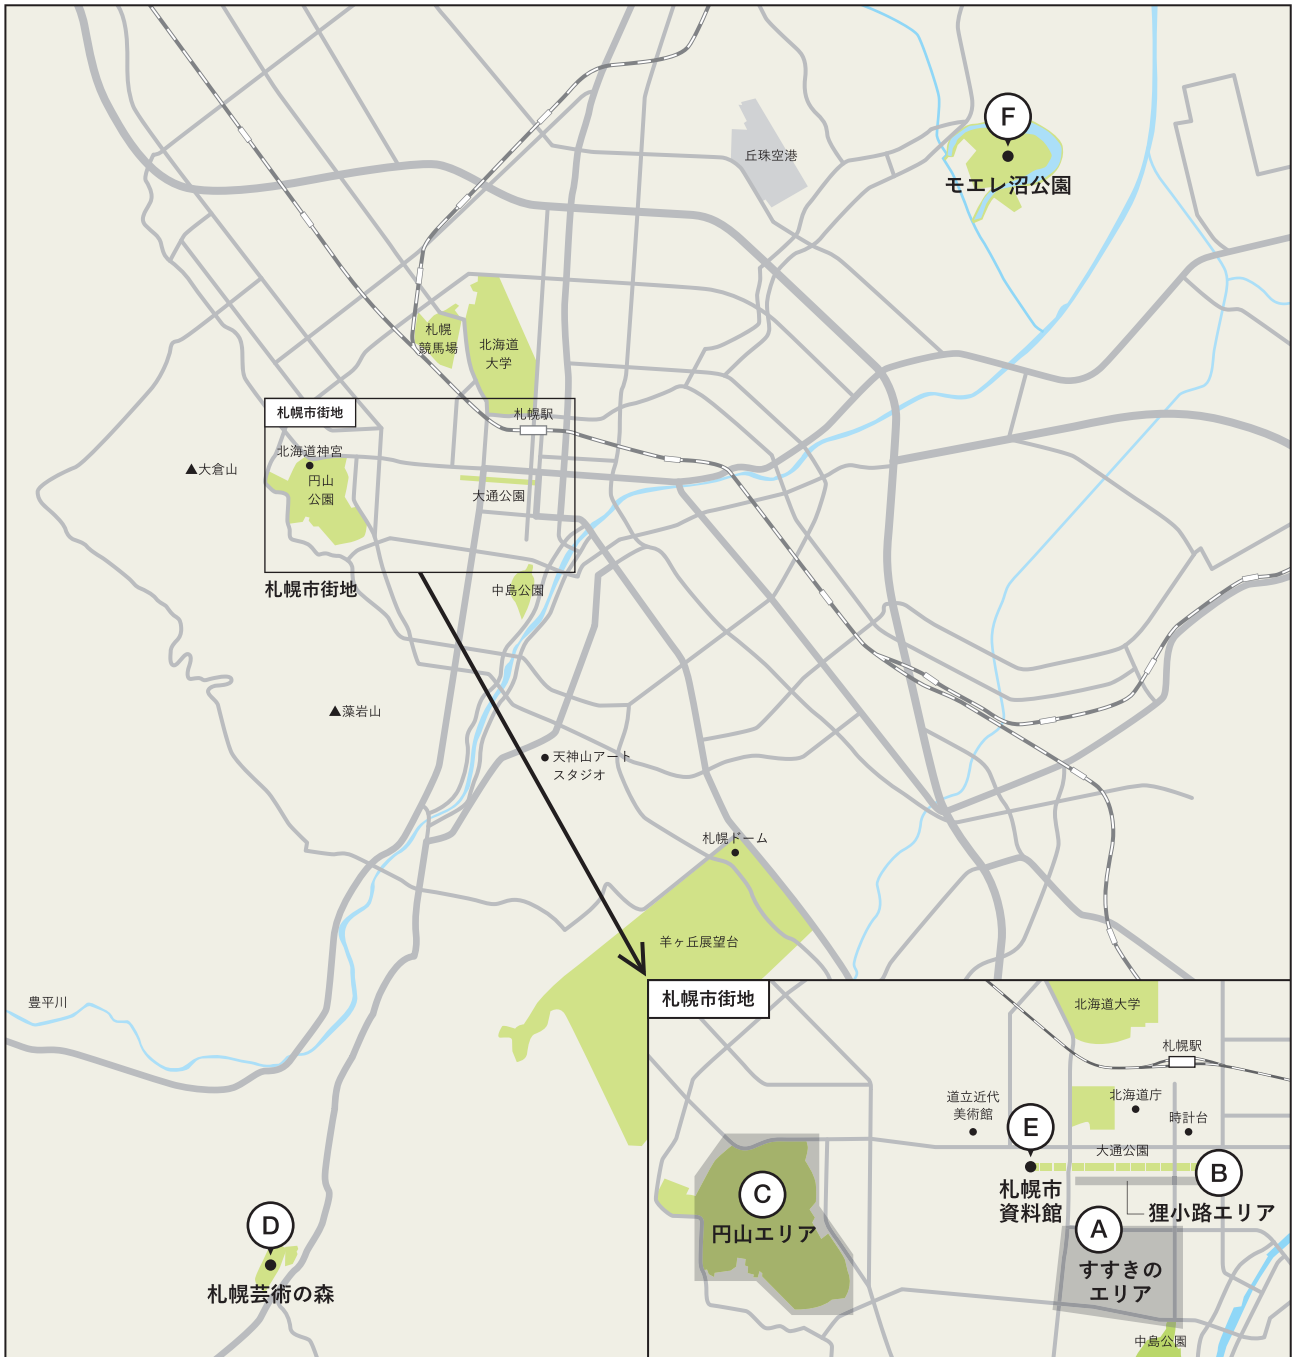 F
モエレ沼公園
丘珠空港
札幌
競馬場
北海道
大学
札幌市街地
札幌駅
北海道神宮
円山
公園
大通公園
▲大倉山
札幌市街地
中島公園
▲藻岩山
天神山アート
スタジオ
札幌ドーム
羊ヶ丘展望台
豊平川
D
札幌芸術の森
札幌市街地
北海道大学
札幌駅
道立近代
美術館
北海道庁
時計台
E
大通公園
札幌市
資料館
B
狸小路エリア
C
円山エリア
A
すすきの
エリア
中島公園